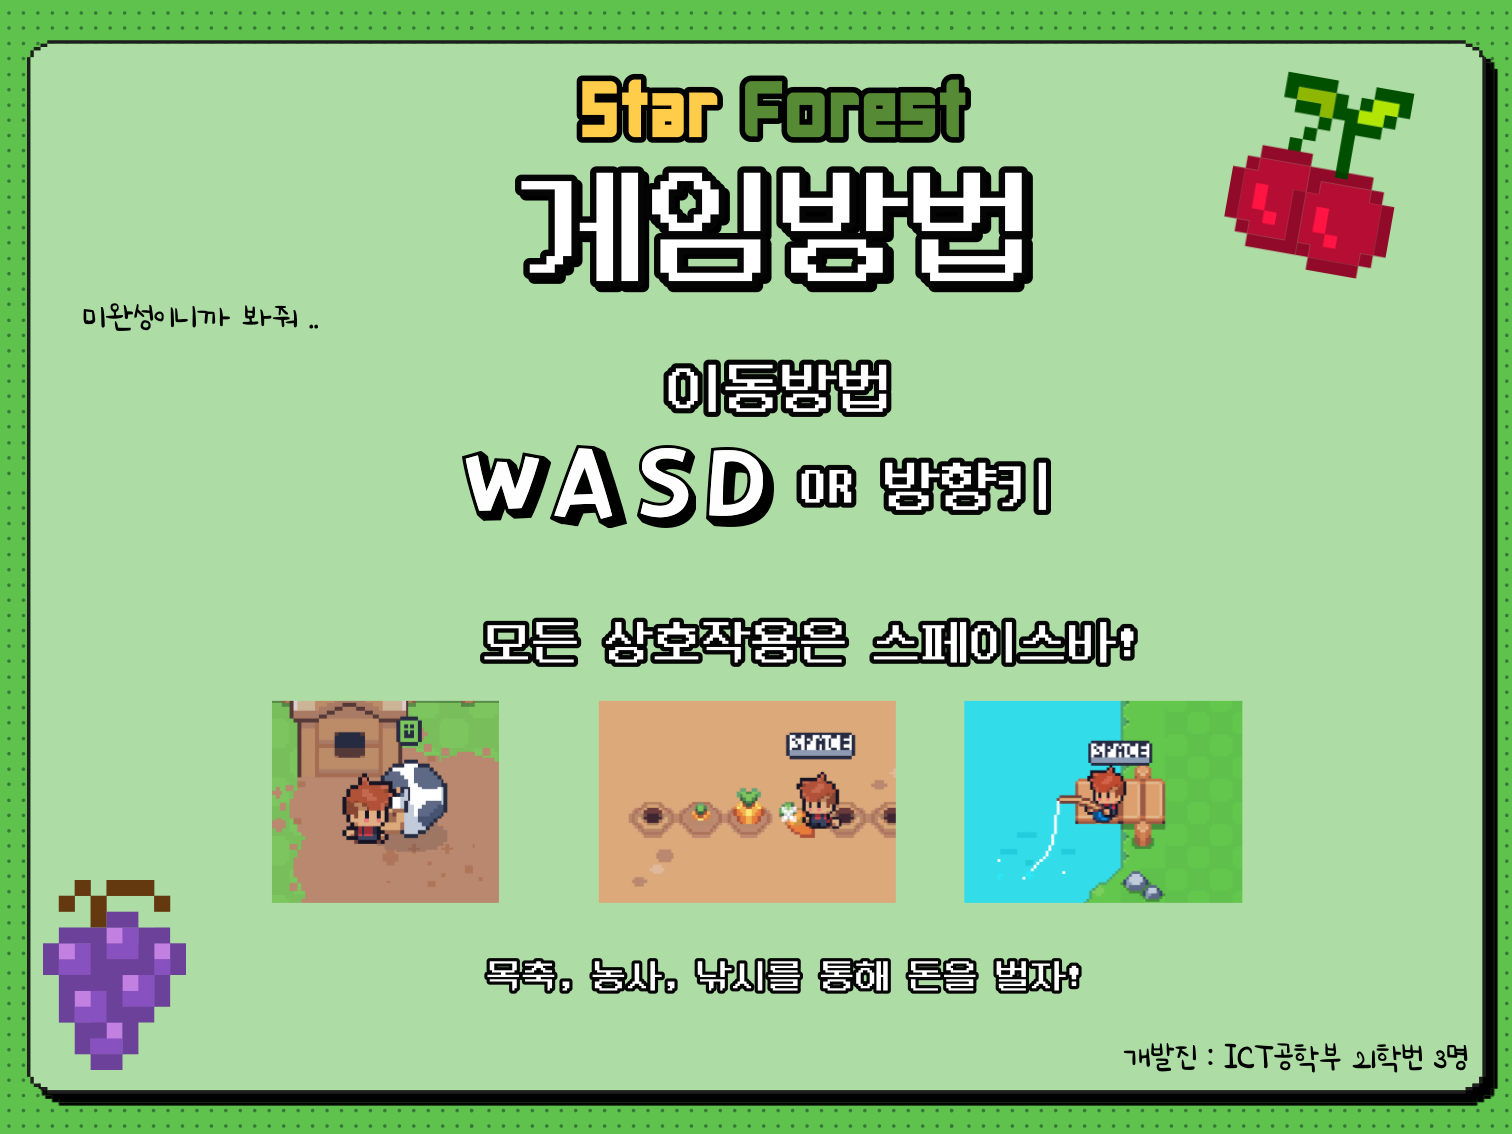 Star Forest
게임방법
미완성이니까 봐줘 ..
이동방법
WASD OR 방향키
모든 상호작용은 스페이스바!
SPACE
SPACE
목축, 농사, 낚시를 통해 돈을 벌자!
개발진 : ICT공학부 21학번 3명